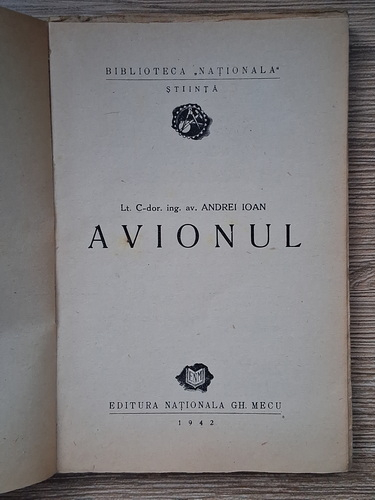 BIBLIOTECA „NAȚIONALA“
ȘTIINȚĂ
Lt. C-dor. ing. av. ANDREI IOAN
AVIONUL
EDITURA NAȚIONALA GH. MECU
1942